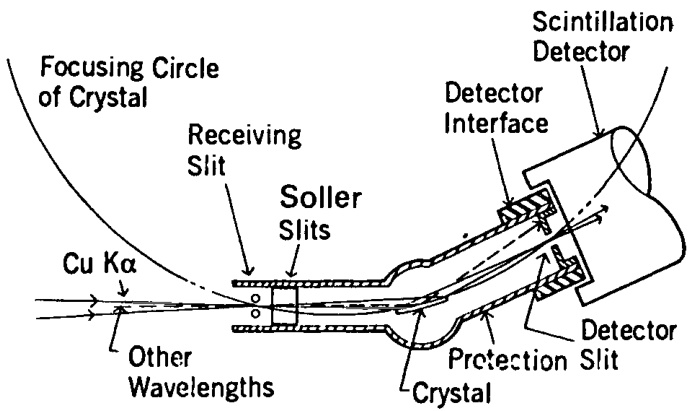 Scintillation
Detector
Focusing Circle
of Crystal
Detector
Interface
Receiving
Slit
Soller
Slits
Cu Kα
Other
Wavelengths
Protection
Crystal
Detector
Slit